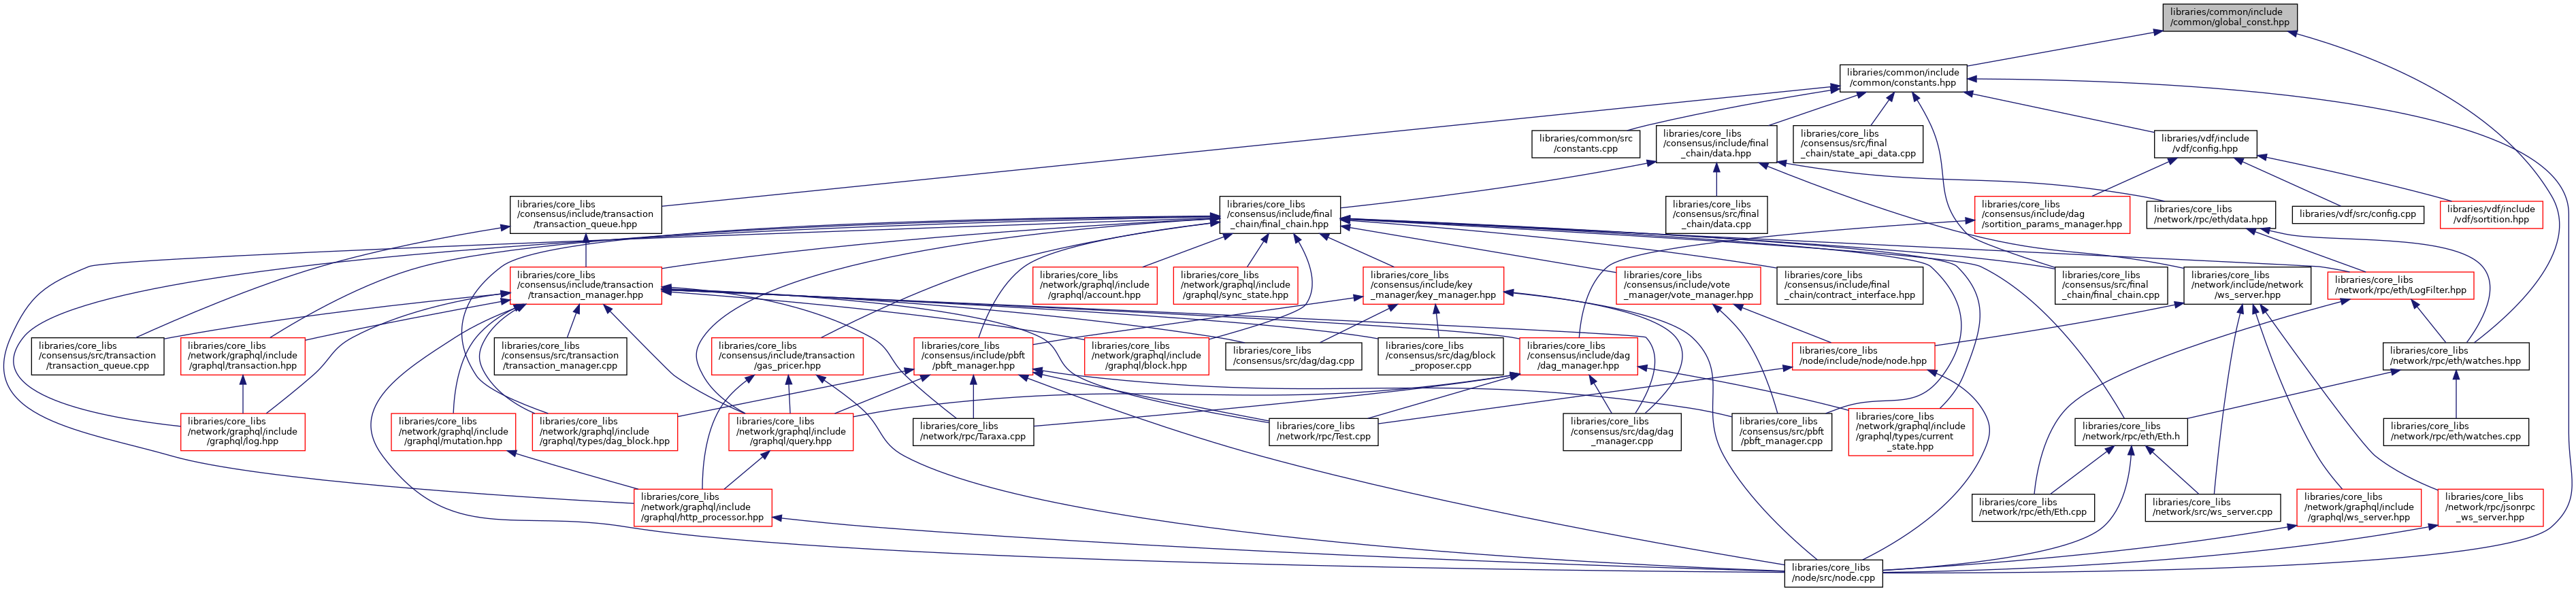 libraries/common/include
/common/global_const.hpp
libraries/common/include
/common/constants.hpp
libraries/common/src
/constants.cpp
libraries/core_libs
/consensus/include/final
_chain/data.hpp
libraries/core_libs
/consensus/src/final
_chain/state_api_data.cpp
libraries/vdf/include
/vdf/config.hpp
libraries/core_libs
/consensus/include/transaction
/transaction_queue.hpp
libraries/core_libs
/consensus/include/final
_chain/final_chain.hpp
libraries/core_libs
/consensus/src/final
_chain/data.cpp
libraries/core_libs
/consensus/include/dag
/sortition_params_manager.hpp
libraries/core_libs
/network/rpc/eth/data.hpp
libraries/vdf/src/config.cpp
libraries/vdf/include
/vdf/sortition.hpp
libraries/core_libs
/consensus/include/transaction
/transaction_manager.hpp
libraries/core_libs
/network/graphql/include
/graphql/account.hpp
libraries/core_libs
/network/graphql/include
/graphql/sync_state.hpp
libraries/core_libs
/consensus/include/key
_manager/key_manager.hpp
libraries/core_libs
/consensus/include/vote
_manager/vote_manager.hpp
libraries/core_libs
/consensus/include/final
_chain/contract_interface.hpp
libraries/core_libs
/consensus/src/final
_chain/final_chain.cpp
libraries/core_libs
/network/include/network
/ws_server.hpp
libraries/core_libs
/network/rpc/eth/LogFilter.hpp
libraries/core_libs
/consensus/src/transaction
/transaction_queue.cpp
libraries/core_libs
/network/graphql/include
/graphql/transaction.hpp
libraries/core_libs
/consensus/src/transaction
/transaction_manager.cpp
libraries/core_libs
/consensus/include/transaction
/gas_pricer.hpp
libraries/core_libs
/consensus/include/pbft
/pbft_manager.hpp
libraries/core_libs
/network/graphql/include
/graphql/block.hpp
libraries/core_libs
/consensus/src/dag/dag.cpp
libraries/core_libs
/consensus/src/dag/block
_proposer.cpp
libraries/core_libs
/consensus/include/dag
/dag_manager.hpp
libraries/core_libs
/node/include/node/node.hpp
libraries/core_libs
/network/rpc/eth/watches.hpp
libraries/core_libs
/network/graphql/include
/graphql/log.hpp
libraries/core_libs
/network/graphql/include
/graphql/mutation.hpp
libraries/core_libs
/network/graphql/include
/graphql/types/dag_block.hpp
libraries/core_libs
/network/graphql/include
/graphql/query.hpp
libraries/core_libs
/network/rpc/Taraxa.cpp
libraries/core_libs
/network/rpc/Test.cpp
libraries/core_libs
/consensus/src/dag/dag
_manager.cpp
libraries/core_libs
/consensus/src/pbft
/pbft_manager.cpp
libraries/core_libs
/network/graphql/include
/graphql/types/current
_state.hpp
libraries/core_libs
/network/rpc/eth/Eth.h
libraries/core_libs
/network/rpc/eth/watches.cpp
libraries/core_libs
/network/graphql/include
/graphql/http_processor.hpp
libraries/core_libs
/network/rpc/eth/Eth.cpp
libraries/core_libs
/network/src/ws_server.cpp
libraries/core_libs
/network/graphql/include
/graphql/ws_server.hpp
libraries/core_libs
/network/rpc/jsonrpc
_ws_server.hpp
libraries/core_libs
/node/src/node.cpp